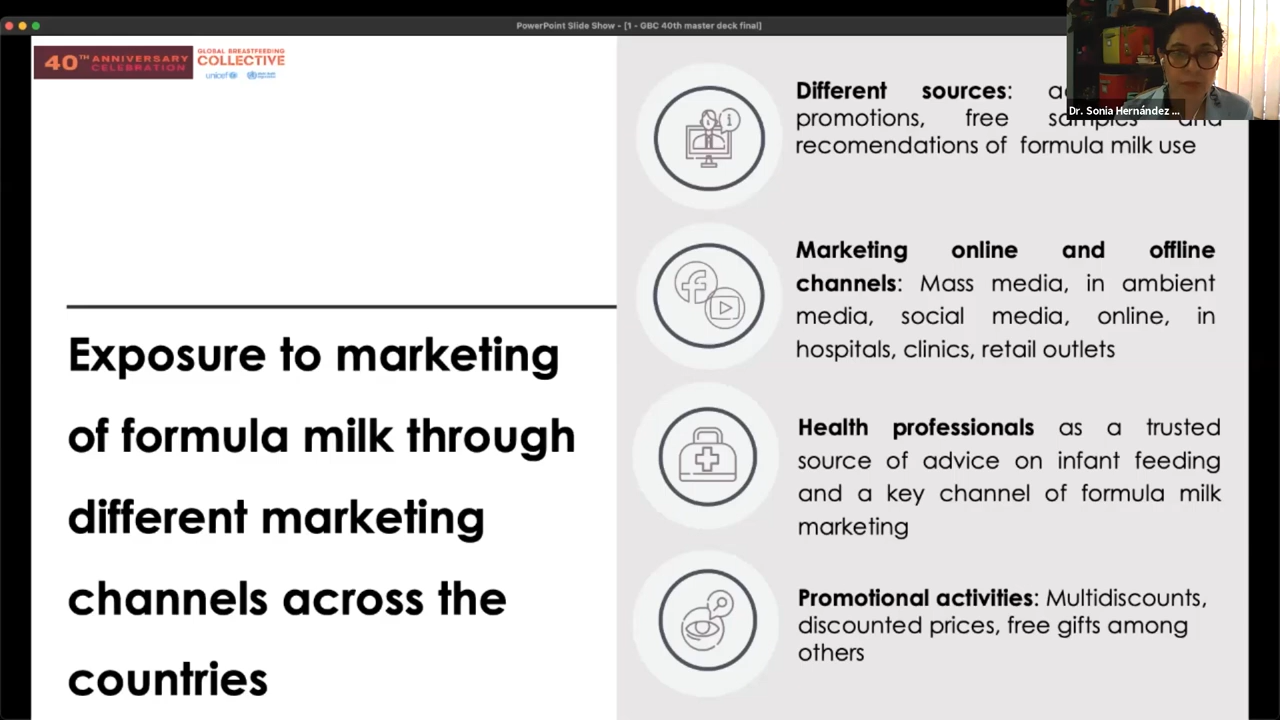 PowerPoint Slide Show - [1 - GBC 40th master deck final]
40TH ANNIVERSARY
CELEBRATION
GLOBAL BREASTFEEDING
COLLECTIVE
unicef
Dr. Sonia Hernández ...
Exposure to marketing
of formula milk through
different marketing
channels across the
countries
Different sources:
promotions, free samples and
recomendations of formula milk use
Marketing online and offline
channels: Mass media, in ambient
media, social media, online, in
hospitals, clinics, retail outlets
Health professionals as a trusted
source of advice on infant feeding
and a key channel of formula milk
marketing
Promotional activities: Multidiscounts,
discounted prices, free gifts among
others